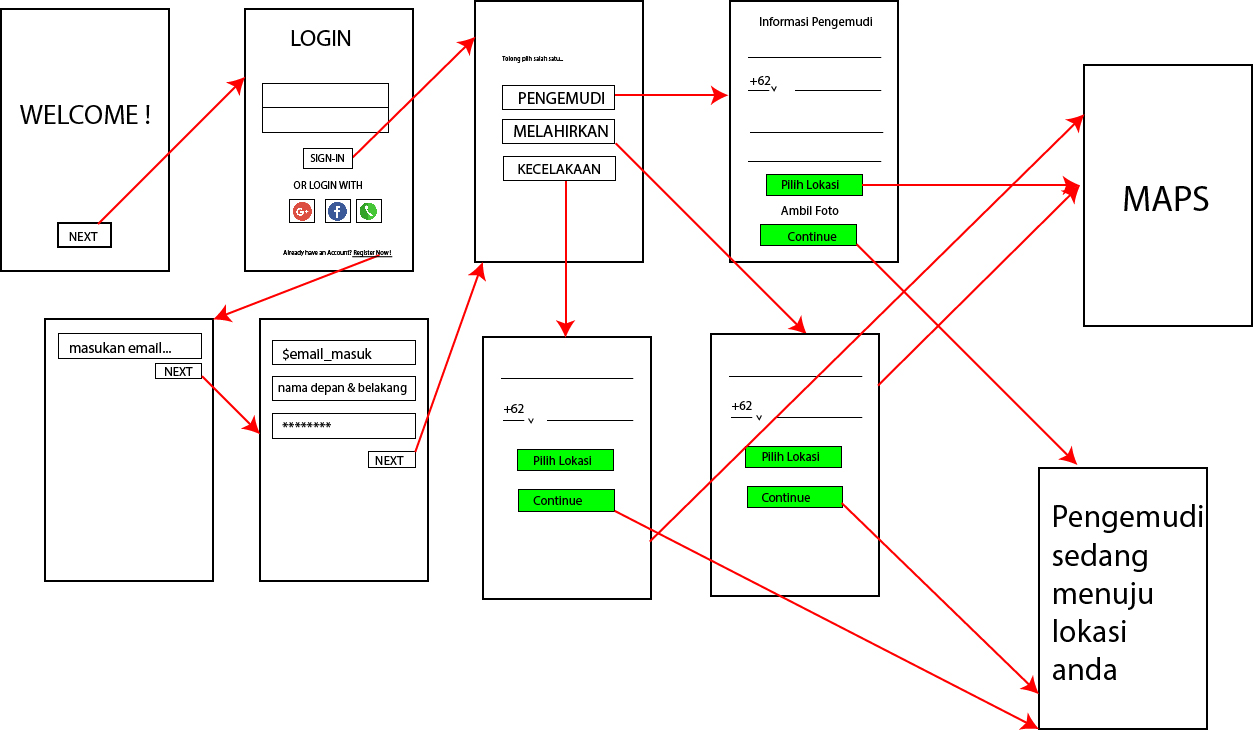 WELCOME !
NEXT
LOGIN
SIGN-IN
OR LOGIN WITH
G+
f
Already have an Account? Register Now!
Tolong pilh salah satu...
PENGEMUDI
MELAHIRKAN
KECELAKAAN
Informasi Pengemudi
+62
Pilih Lokasi
Ambil Foto
Continue
MAPS
masukan email...
NEXT
$email_masuk
nama depan & belakang
********
NEXT
+62
Pilih Lokasi
Continue
+62
Pilih Lokasi
Continue
Pengemudi
sedang
menuju
lokasi
anda